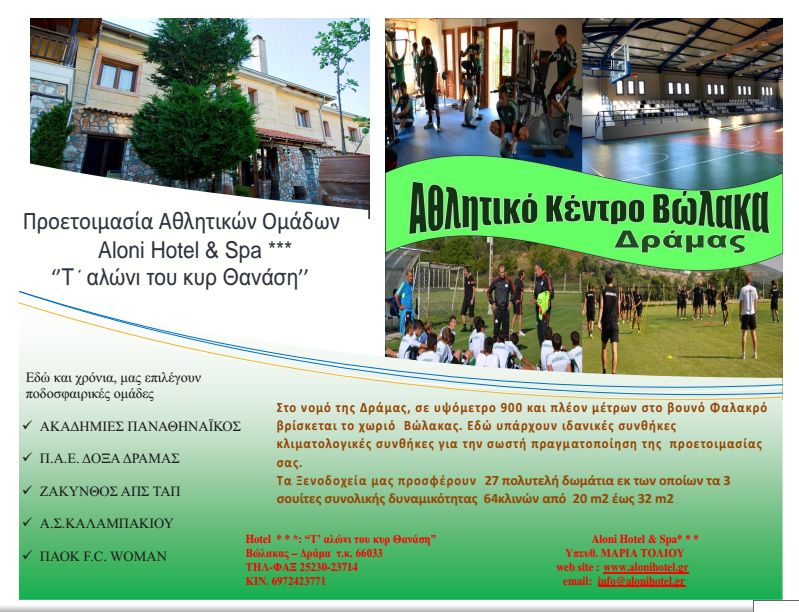 Αθλητικό Κέντρο Βώλακα
Δράμας
Προετοιμασία Αθλητικών Ομάδων
Aloni Hotel & Spa ***
‘’Τ΄ αλώνι του κυρ Θανάση’’
Εδώ και χρόνια, μας επιλέγουν
ποδοσφαιρικές ομάδες
✓ ΑΚΑΔΗΜΙΕΣ ΠΑΝΑΘΗΝΑΪΚΟΣ
✓ Π.Α.Ε. ΔΟΞΑ ΔΡΑΜΑΣ
✓ ΖΑΚΥΝΘΟΣ ΑΠΣ ΤΑΠ
✓ Α.Σ.ΚΑΛΑΜΠΑΚΙΟΥ
✓ ΠΑΟΚ F.C. WOMAN
Στο νομό της Δράμας, σε υψόμετρο 900 και πλέον μέτρων στο βουνό Φαλακρό
βρίσκεται το χωριό Βώλακας. Εδώ υπάρχουν ιδανικές συνθήκες
κλιματολογικές συνθήκες για την σωστή πραγματοποίηση της προετοιμασίας
σας.
Τα Ξενοδοχεία μας προσφέρουν 27 πολυτελή δωμάτια εκ των οποίων τα 3
σουίτες συνολικής δυναμικότητας 64κλινών από 20 m2 έως 32 m2
Hotel * * *: “Τ’ αλώνι του κυρ Θανάση”
Βώλακας – Δράμα τ.κ. 66033
ΤΗΛ-ΦΑΞ 25230-23714
ΚΙΝ. 6972423771
Aloni Hotel & Spa* * *
Υπευθ. ΜΑΡΙΑ ΤΟΛΙΟΥ
web site : www.alonihotel.gr
email: info@alonihotel.gr